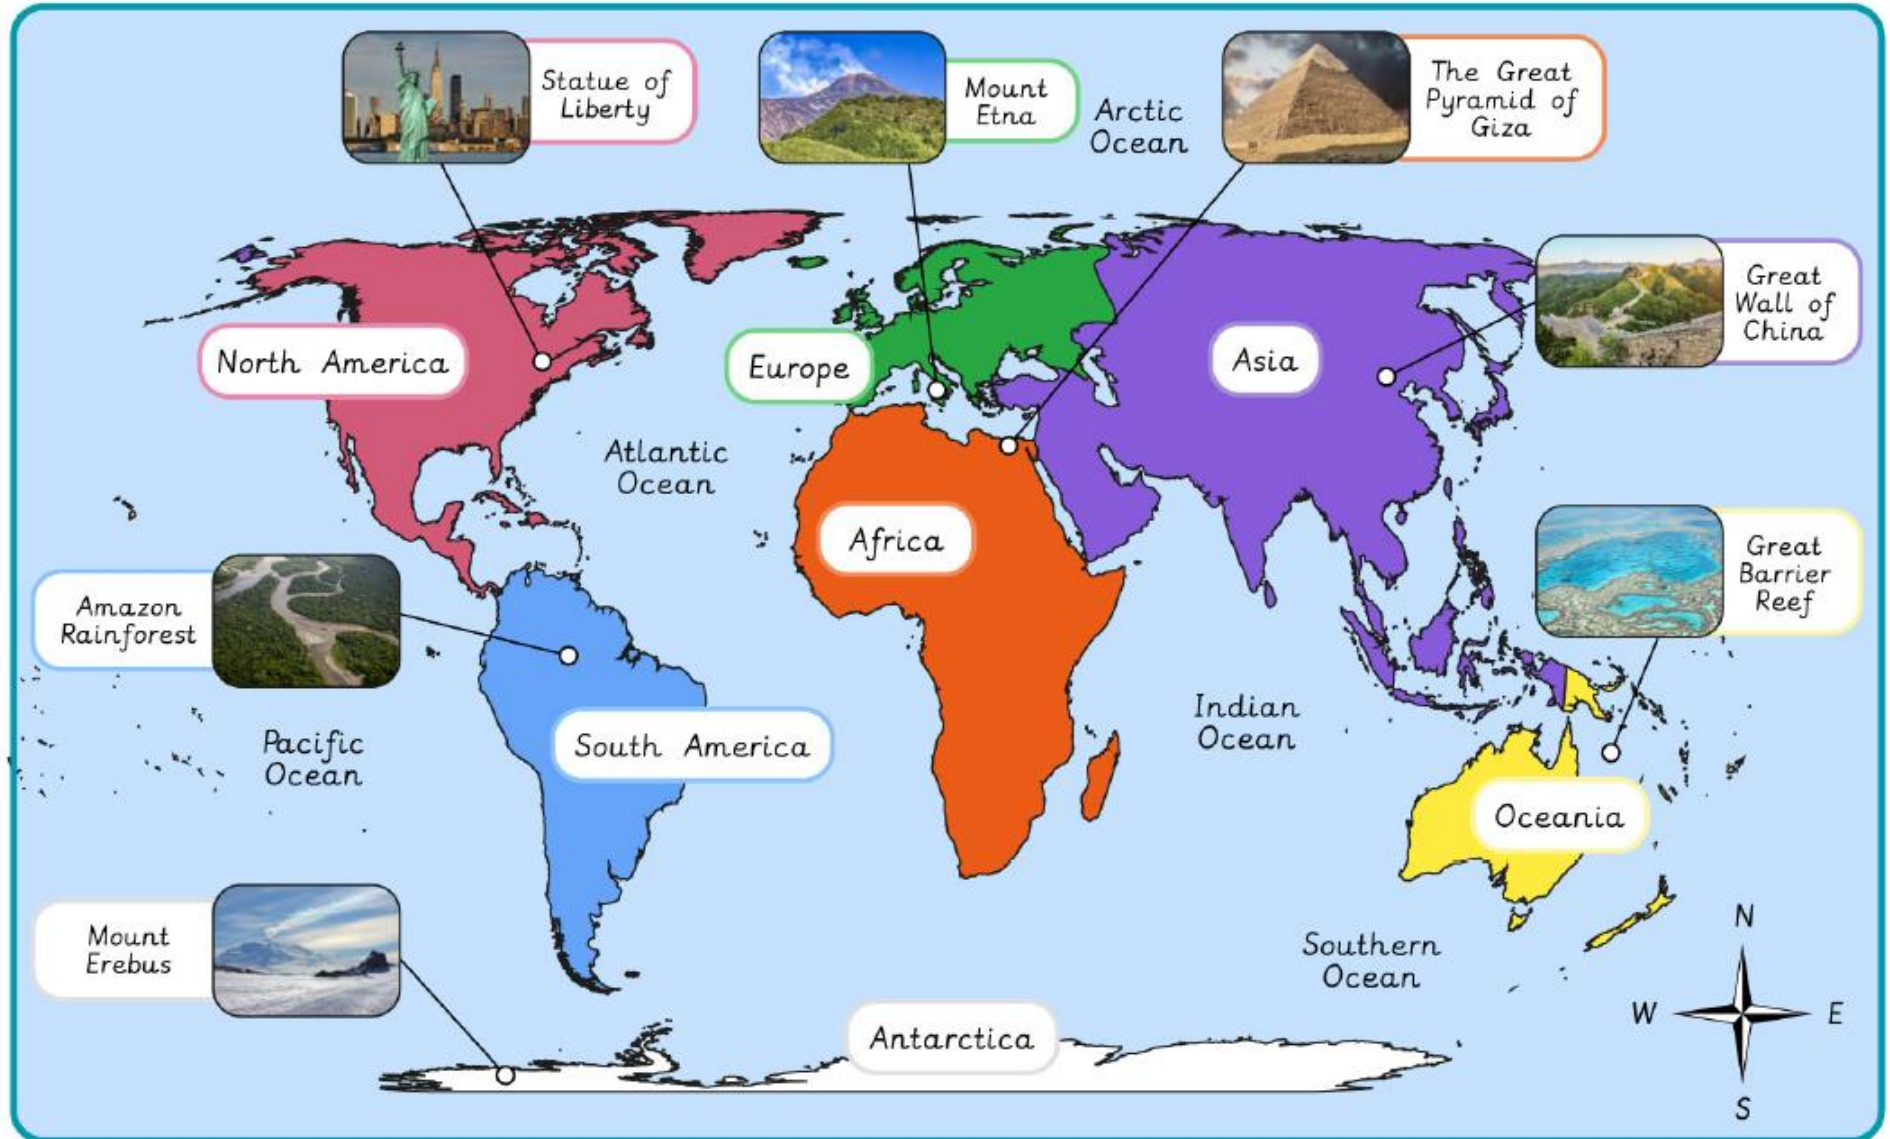 Statue of
Liberty
Mount
Etna
Arctic
Ocean
The Great
Pyramid of
Giza
Great
Wall of
China
North America
Europe
Asia
Atlantic
Ocean
Africa
Great
Barrier
Reef
Amazon
Rainforest
Pacific
Ocean
South America
Indian
Ocean
Oceania
Mount
Erebus
Southern
Ocean
Antarctica
N
W E
S